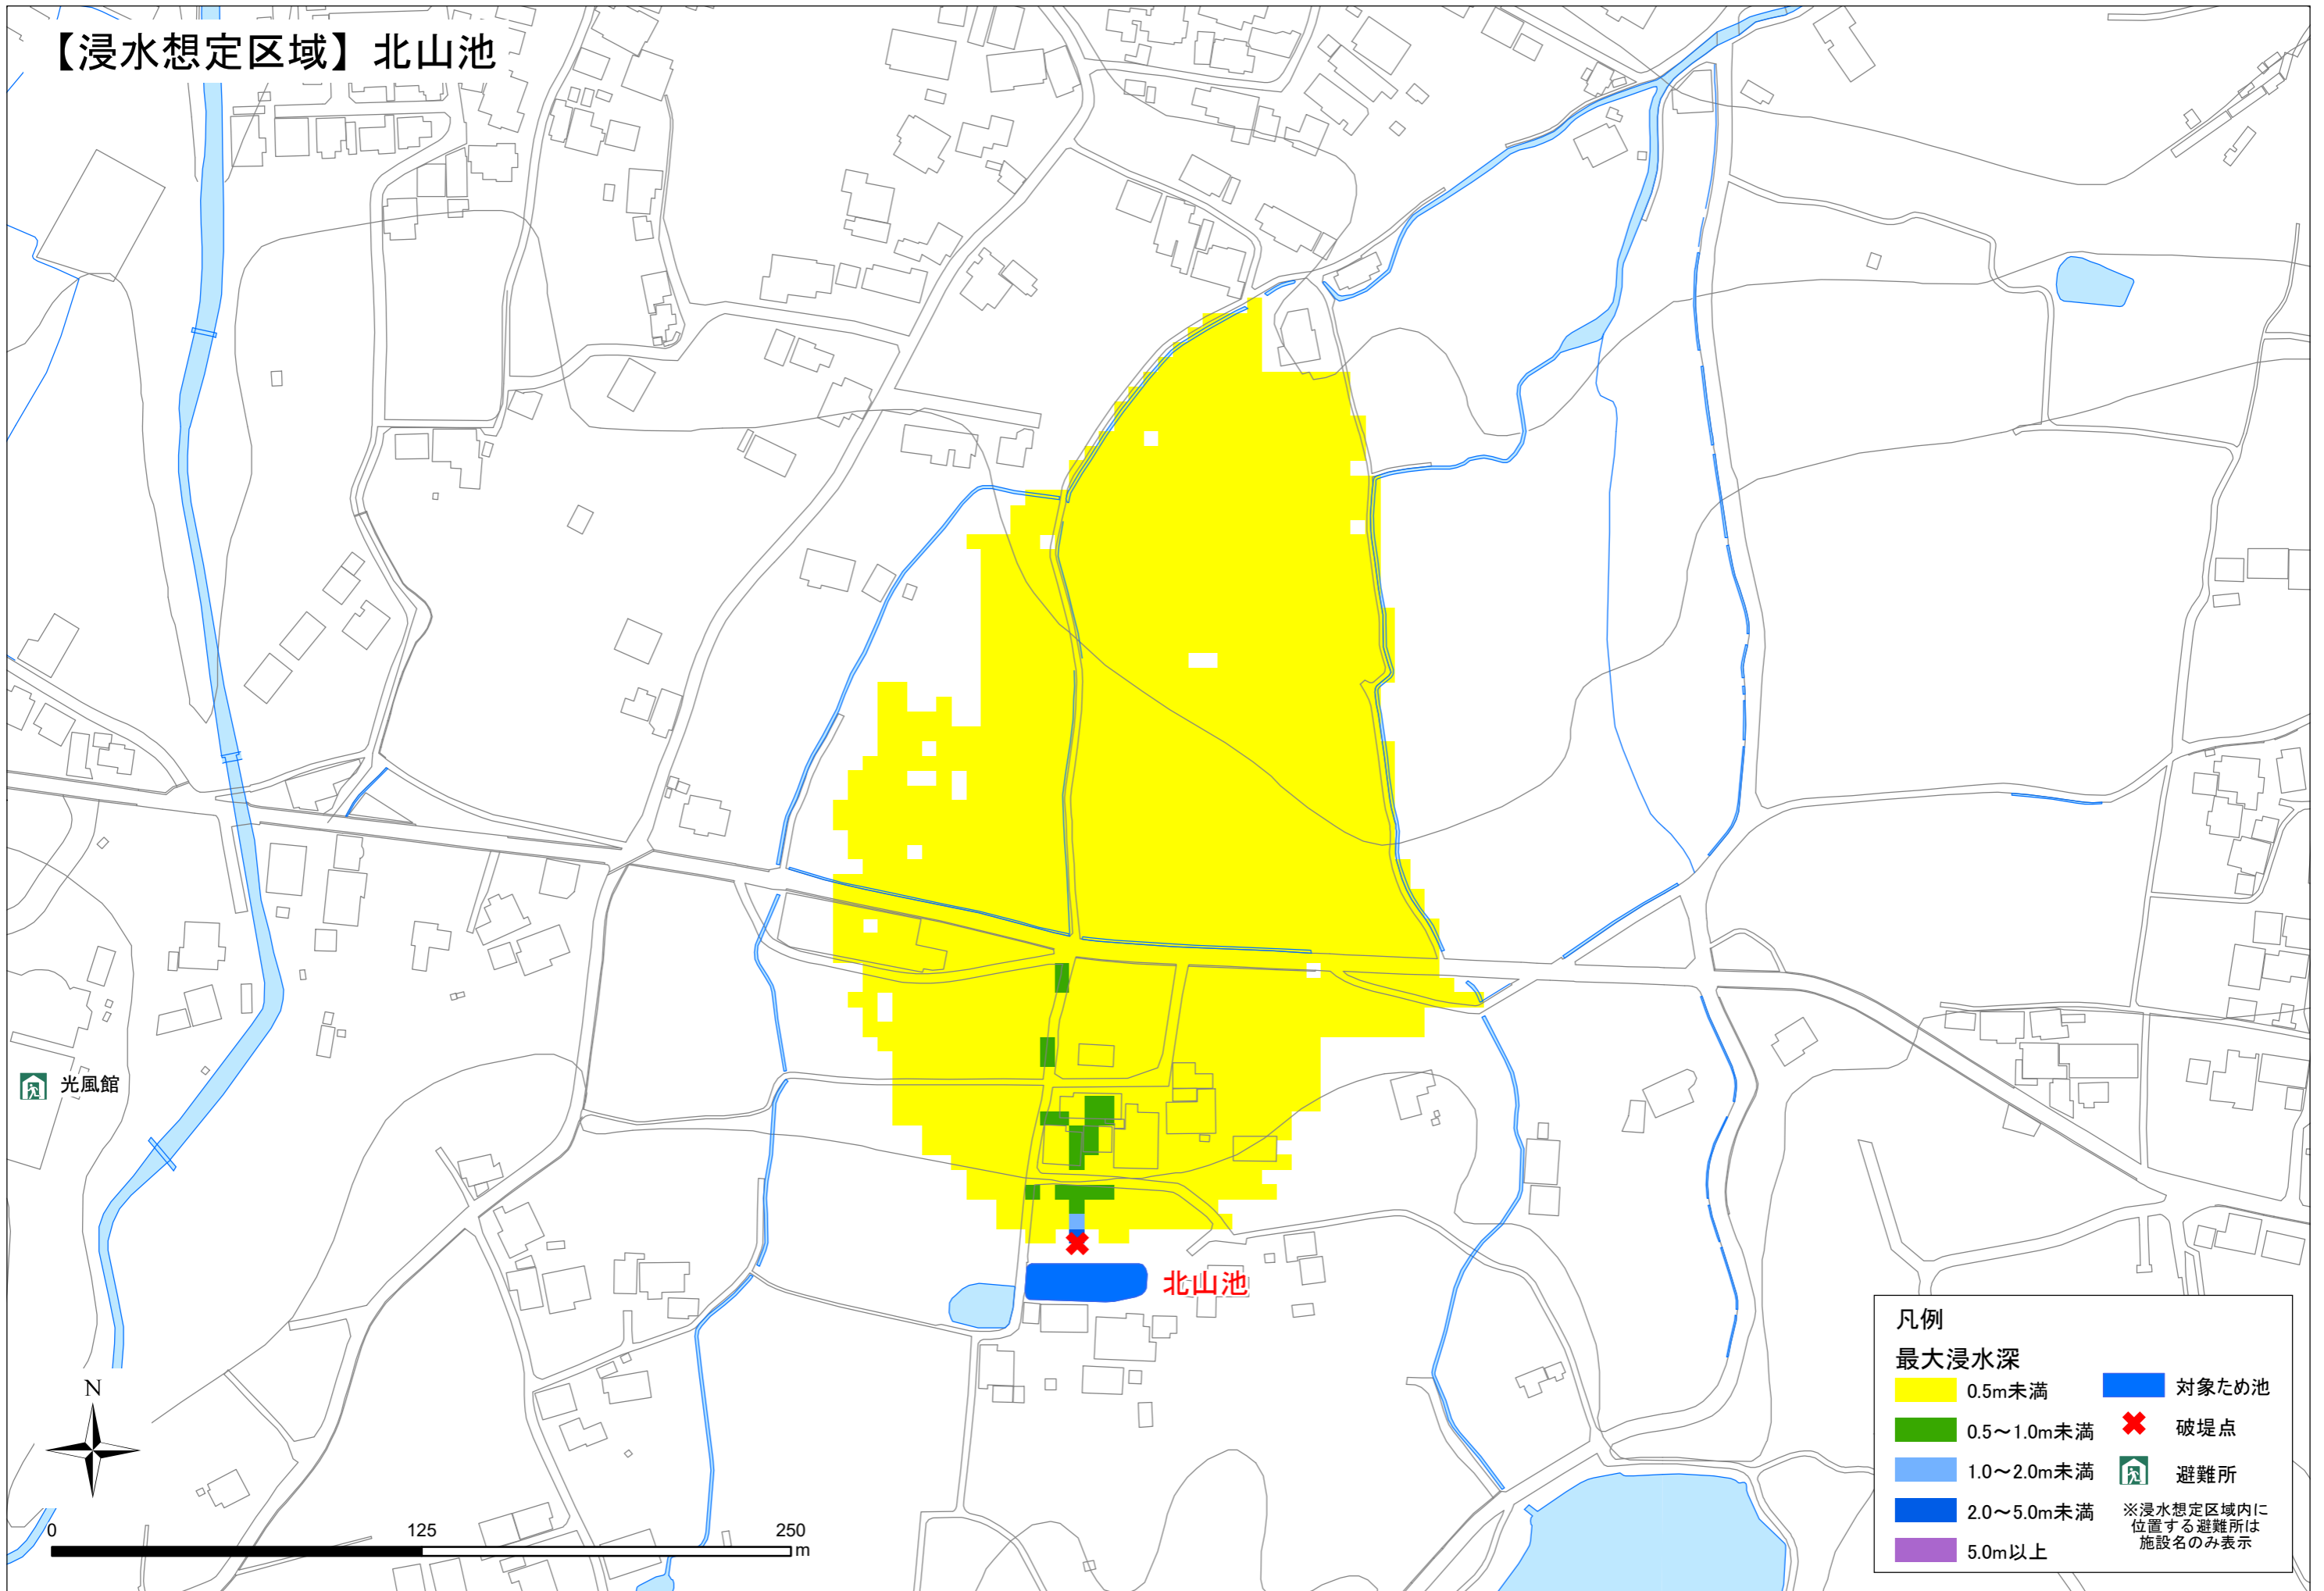 【浸水想定区域】北山池
光風館
北山池
N
0 125 250
m
凡例
最大浸水深
0.5m未満
0.5～1.0m未満
1.0～2.0m未満
2.0～5.0m未満
5.0m以上
対象ため池
破堤点
避難所
※浸水想定区域内に
位置する避難所は
施設名のみ表示